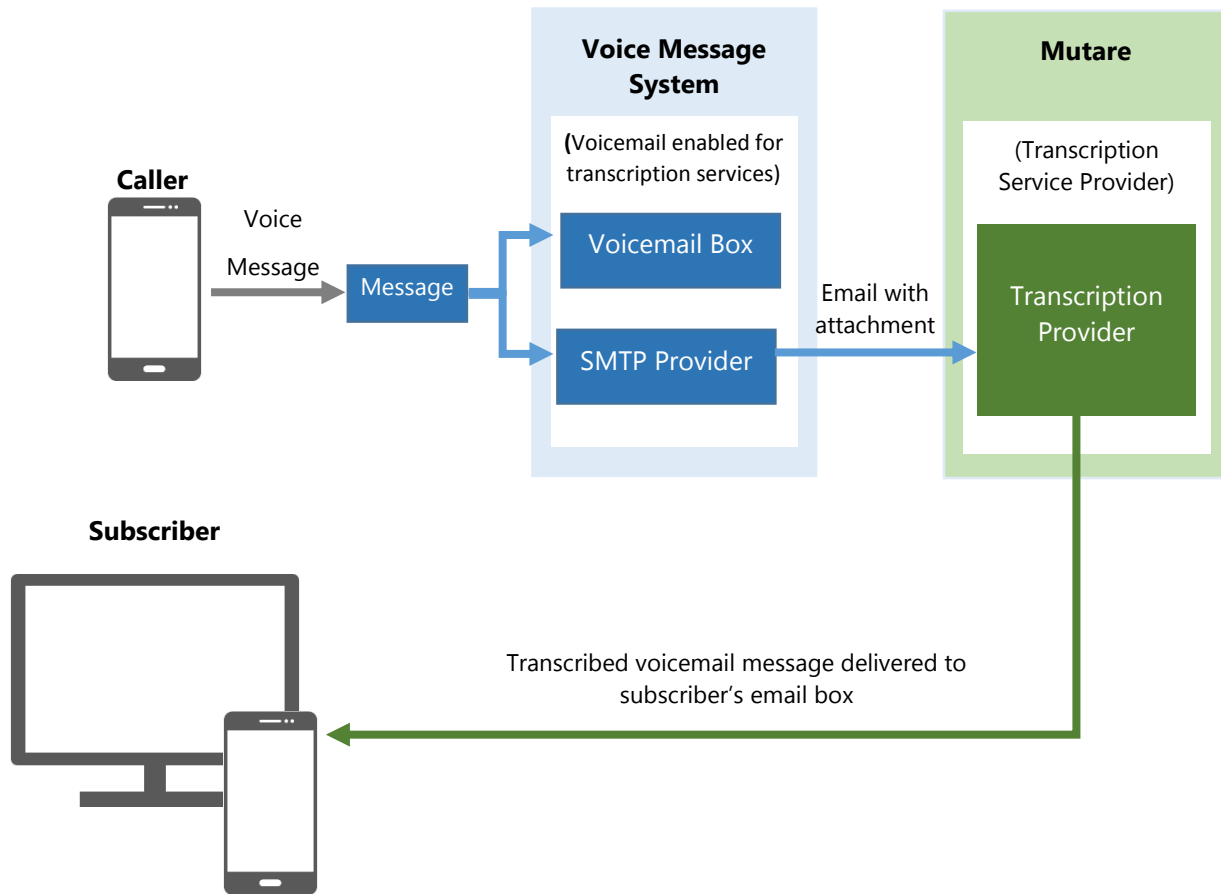 Voice Message
System
Mutare
(Voicemail enabled for
transcription services)
(Transcription
Service Provider)
Caller
Voice
Message
Message
Voicemail Box
SMTP Provider
Email with
attachment
Transcription
Provider
Subscriber
Transcribed voicemail message delivered to
subscriber’s email box